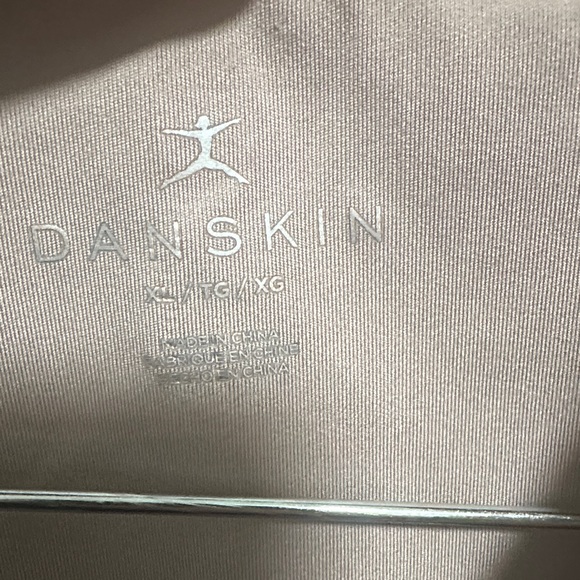 DANSKIN
XL / TG / XG
MADE IN CHINA
FABRIQUÉ EN CHINE
HECHO EN CHINA